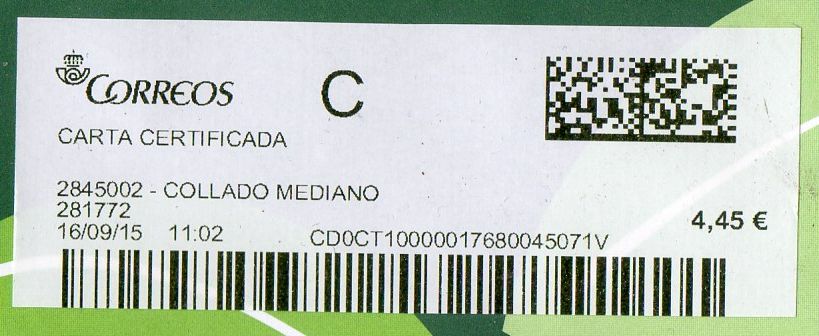 CORREOS C
CARTA CERTIFICADA
2845002 - COLLADO MEDIANO
281772
4,45 €
16/09/15 11:02 CD0CT10000017680045071V